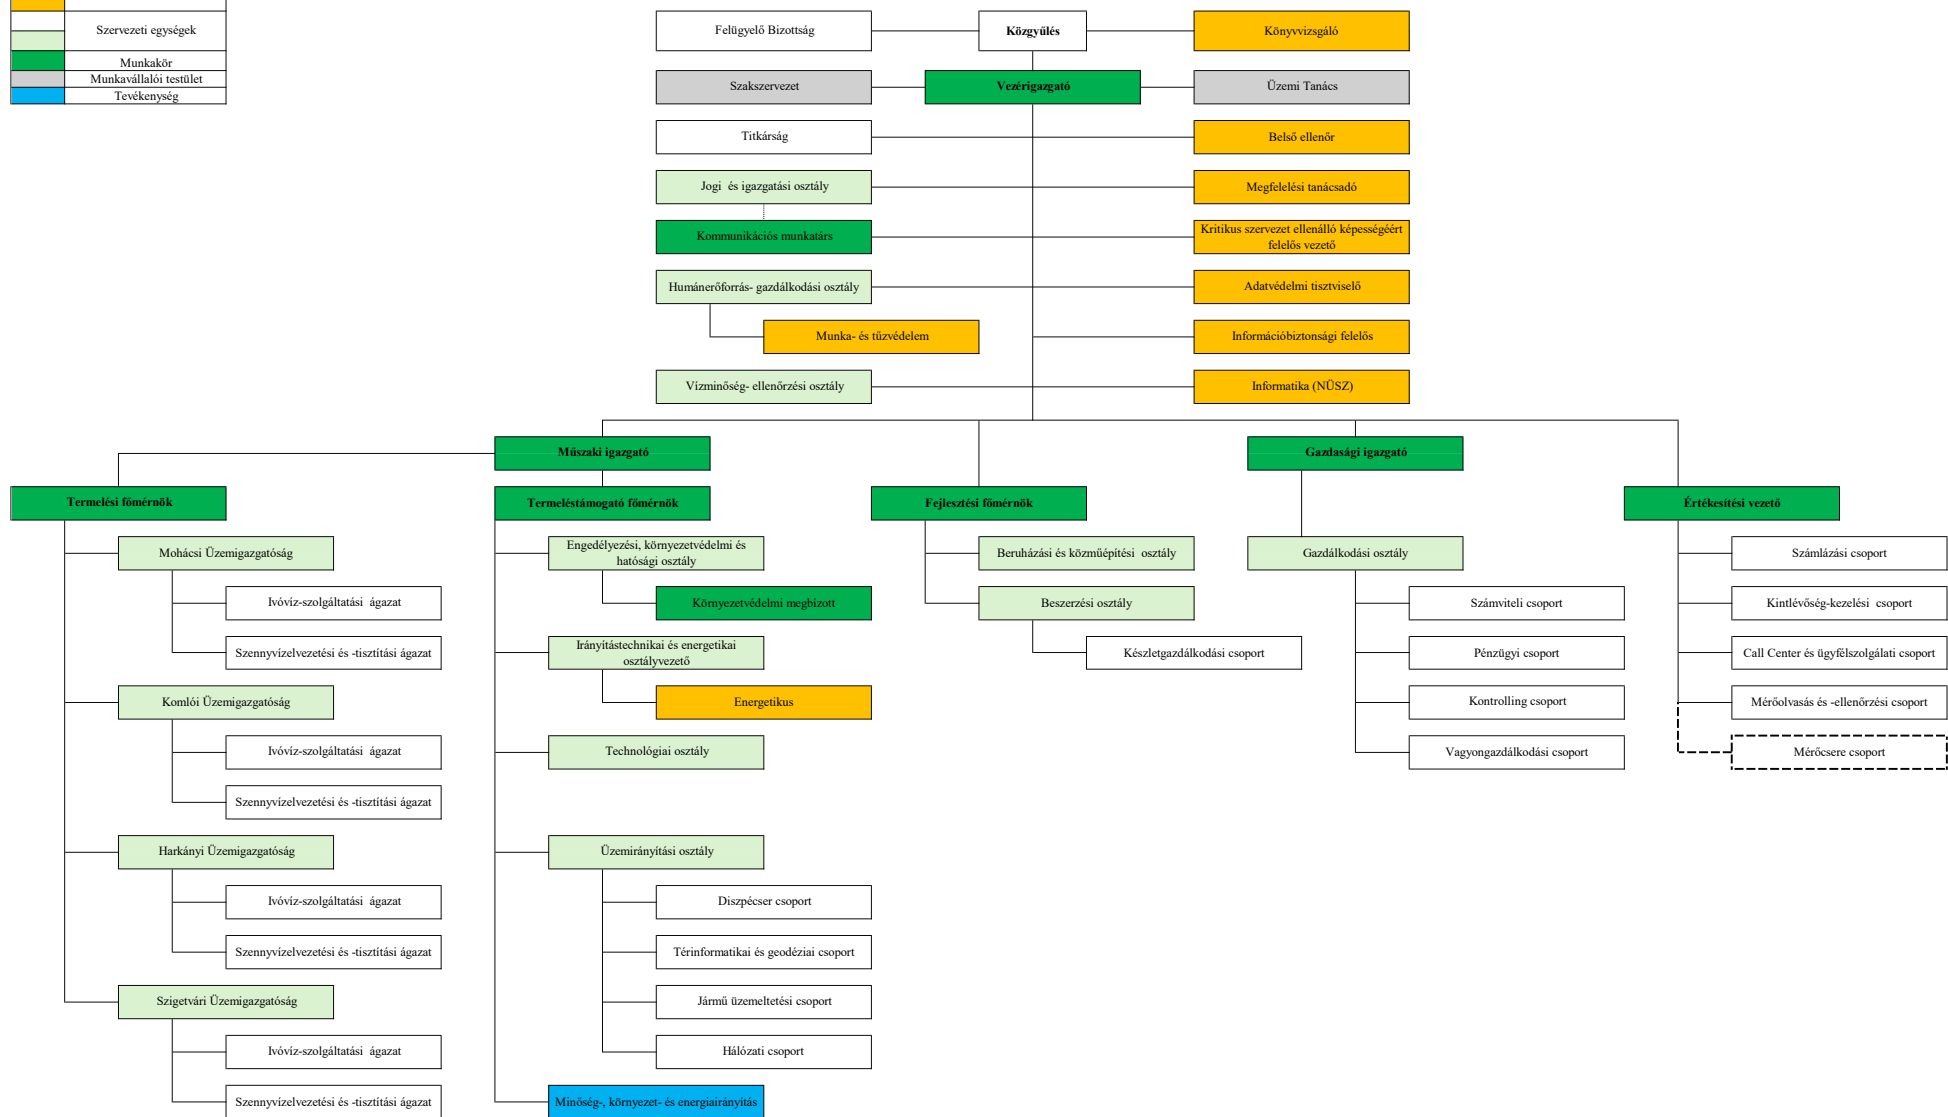 Szervezeti egységek
Munkakör
Munkavállalói testület
Tevékenység
Felügyelő Bizottság
Közgyűlés
Könyvvizsgáló
Szakszervezet
Vezérigazgató
Üzemi Tanács
Titkárság
Belső ellenőr
Jogi és igazgatási osztály
Megfelelési tanácsadó
Kommunikációs munkatárs
Kritikus szervezet ellenálló képességéért
felelős vezető
Humánerőforrás- gazdálkodási osztály
Adatvédelmi tisztviselő
Munka- és tűzvédelem
Információbiztonsági felelős
Vízminőség- ellenőrzési osztály
Informatika (NÜSZ)
Műszaki igazgató
Gazdasági igazgató
Termelési főmérnök
Termeléstámogató főmérnök
Fejlesztési főmérnök
Értékesítési vezető
Mohácsi Üzemigazgatóság
Ivóvíz-szolgáltatási ágazat
Szennyvízelvezetési és -tisztítási ágazat
Komlói Üzemigazgatóság
Ivóvíz-szolgáltatási ágazat
Szennyvízelvezetési és -tisztítási ágazat
Harkányi Üzemigazgatóság
Ivóvíz-szolgáltatási ágazat
Szennyvízelvezetési és -tisztítási ágazat
Szigetvári Üzemigazgatóság
Ivóvíz-szolgáltatási ágazat
Szennyvízelvezetési és -tisztítási ágazat
Engedélyezési, környezetvédelmi és
hatósági osztály
Környezetvédelmi megbízott
Irányítástechnikai és energetikai
osztályvezető
Energetikus
Technológiai osztály
Üzemirányítási osztály
Diszpécser csoport
Térinformatikai és geodéziai csoport
Jármű üzemeltetési csoport
Hálózati csoport
Minőség-, környezet- és energiairányítás
Beruházási és közműépítési osztály
Beszerzési osztály
Készletgazdálkodási csoport
Gazdálkodási osztály
Számviteli csoport
Pénzügyi csoport
Kontrolling csoport
Vagyongazdálkodási csoport
Számlázási csoport
Kintlévőség-kezelési csoport
Call Center és ügyfélszolgálati csoport
Mérőolvasás és -ellenőrzési csoport
Mérőcsere csoport